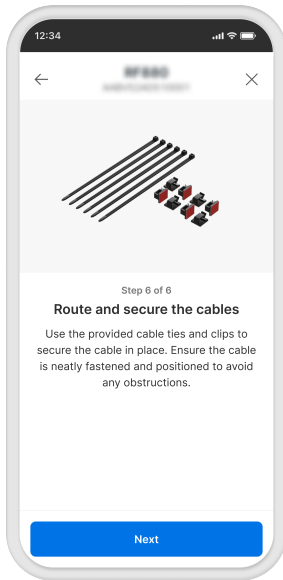 12:34
Step 6 of 6
Route and secure the cables
Use the provided cable ties and clips to
secure the cable in place. Ensure the cable
is neatly fastened and positioned to avoid
any obstructions.
Next